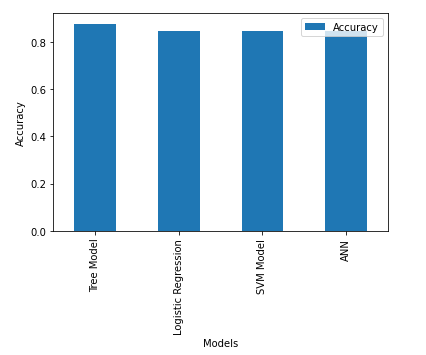 Accuracy
0.8
0.6
0.4
0.2
0.0
Accuracy
Tree Model
Logistic Regression
SVM Model
ANN
Models